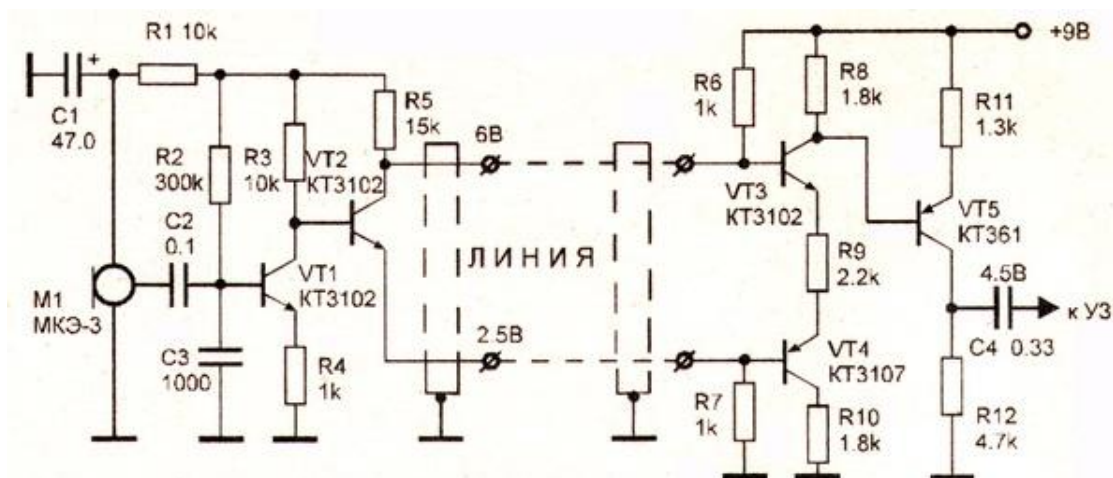 R1 10k
+
C1
47.0
R2
300k
R3
10k
VT2
КТ3102
R5
15k
C2
0.1
М1
МКЭ-3
VT1
КТ3102
C3
1000
R4
1k
6В
ЛИНИЯ
2.5В
R6
1k
R8
1.8k
+9В
R11
1.3k
VT3
КТ3102
VT5
КТ361
R9
2.2k
4.5В
к УЗ
C4 0.33
VT4
КТ3107
R7
1k
R10
1.8k
R12
4.7k